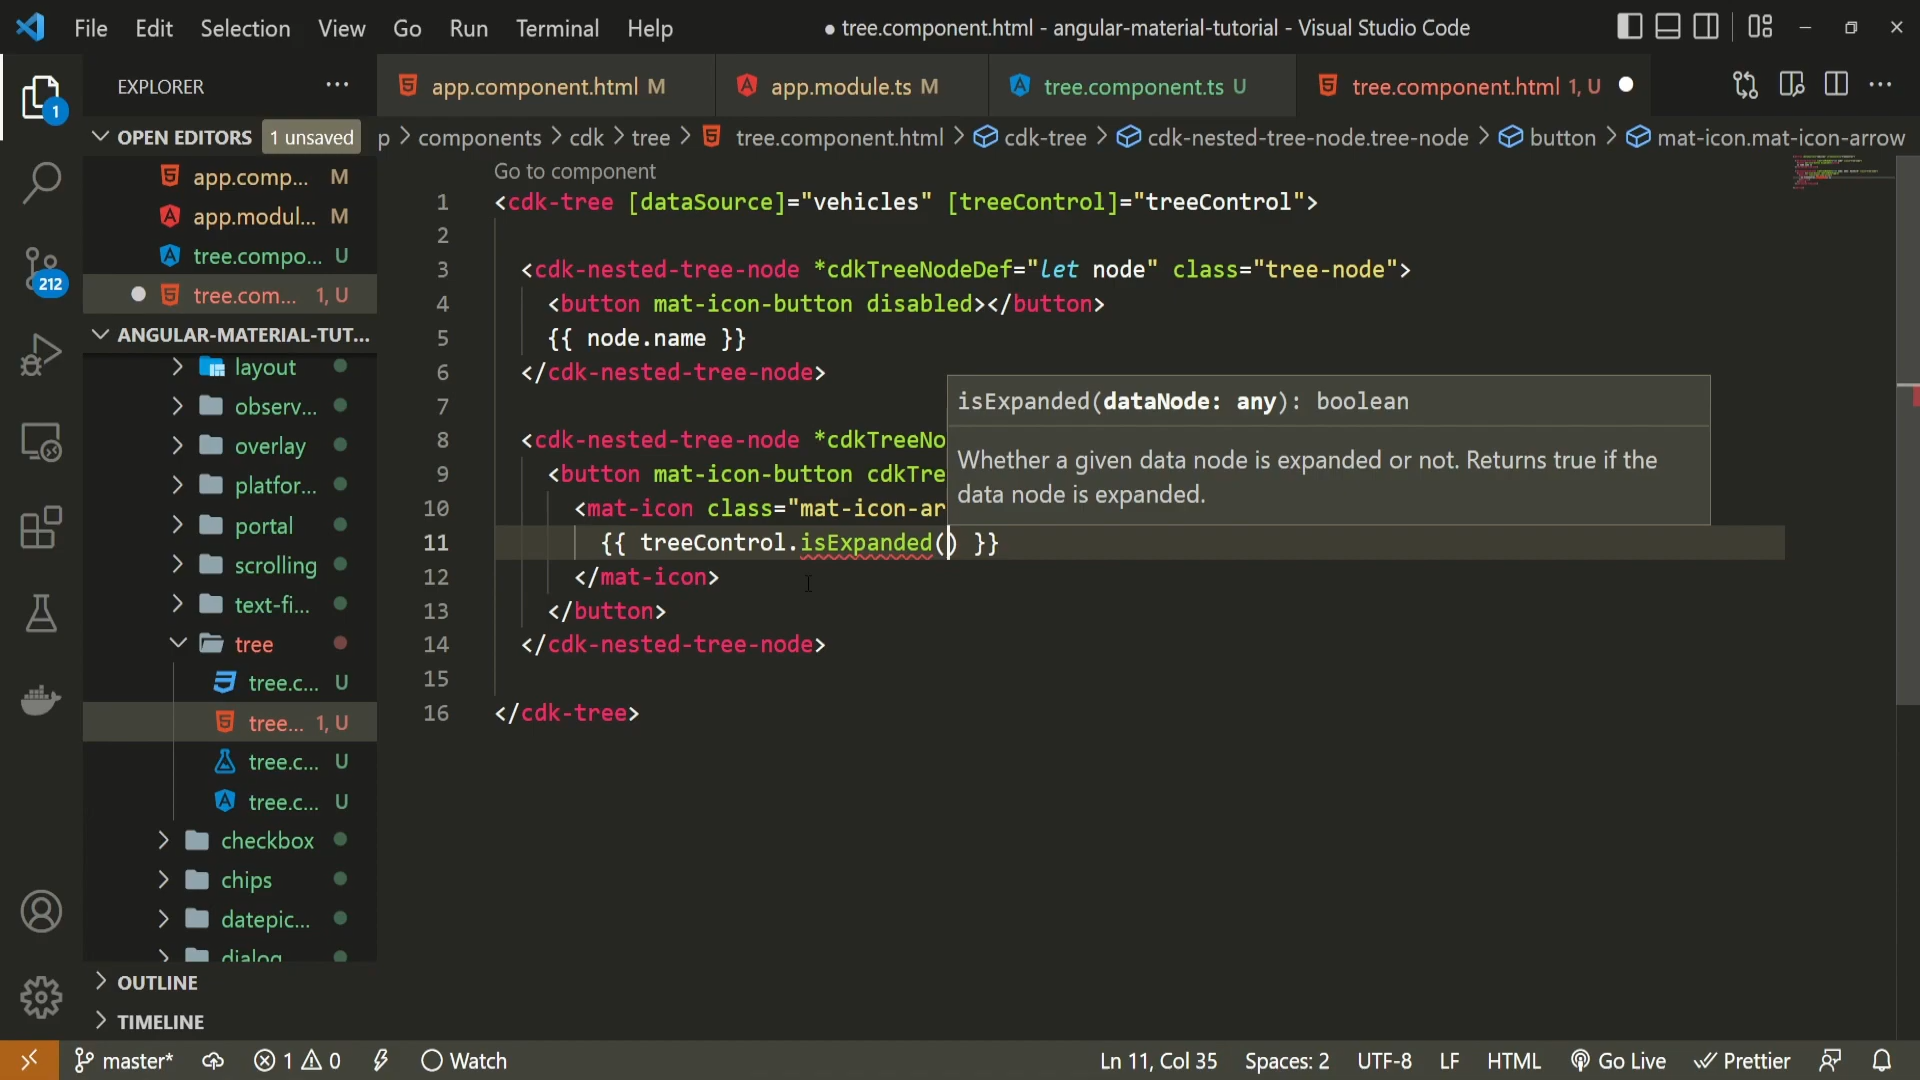 File Edit Selection View Go Run Terminal Help
● tree.component.html - angular-material-tutorial - Visual Studio Code
EXPLORER ···
app.component.html M
app.module.ts M
tree.component.ts U
tree.component.html 1, U
OPEN EDITORS 1 unsaved
p > components > cdk > tree > tree.component.html > cdk-tree > cdk-nested-tree-node.tree-node > button > mat-icon.mat-icon-arrow
app.comp... M
app.modul... M
tree.compo... U
tree.com... 1, U
ANGULAR-MATERIAL-TUT...
layout
observ...
overlay
platfor...
portal
scrolling
text-fi...
tree
tree.c... U
tree... 1, U
tree.c... U
tree.c... U
checkbox
chips
datepic...
dialog
OUTLINE
TIMELINE
1
212
Go to component
1 <cdk-tree [dataSource]="vehicles" [treeControl]="treeControl">
2
3 <cdk-nested-tree-node *cdkTreeNodeDef="let node" class="tree-node">
4 <button mat-icon-button disabled></button>
5 {{ node.name }}
6 </cdk-nested-tree-node>
7
8 <cdk-nested-tree-node *cdkTreeNo
9 <button mat-icon-button cdkTre
10 <mat-icon class="mat-icon-ar
11 {{ treeControl.isExpanded() }}
12 </mat-icon>
13 </button>
14 </cdk-nested-tree-node>
15
16 </cdk-tree>
isExpanded(dataNode: any): boolean
Whether a given data node is expanded or not. Returns true if the
data node is expanded.
master* 1 0 Watch Ln 11, Col 35 Spaces: 2 UTF-8 LF HTML Go Live Prettier